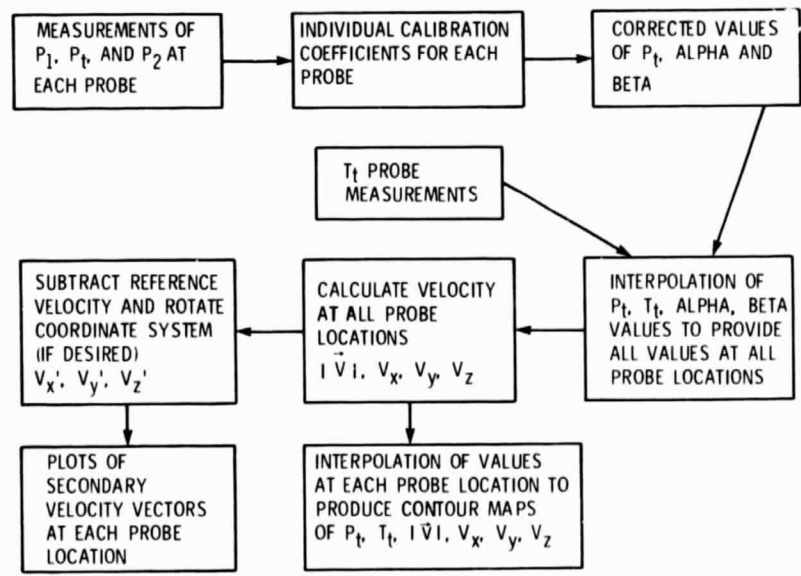 MEASUREMENTS OF
P₁, Pₜ, AND P₂ AT
EACH PROBE
INDIVIDUAL CALIBRATION
COEFFICIENTS FOR EACH
PROBE
CORRECTED VALUES
OF Pₜ, ALPHA AND
BETA
Tₜ PROBE
MEASUREMENTS
SUBTRACT REFERENCE
VELOCITY AND ROTATE
COORDINATE SYSTEM
(IF DESIRED)
Vₓ', Vy', Vz'
CALCULATE VELOCITY
AT ALL PROBE
LOCATIONS
|V⃗|, Vₓ, Vy, Vz
INTERPOLATION OF
Pₜ, Tₜ, ALPHA, BETA
VALUES TO PROVIDE
ALL VALUES AT ALL
PROBE LOCATIONS
PLOTS OF
SECONDARY
VELOCITY VECTORS
AT EACH PROBE
LOCATION
INTERPOLATION OF VALUES
AT EACH PROBE LOCATION TO
PRODUCE CONTOUR MAPS
OF Pₜ, Tₜ, |V⃗|, Vₓ, Vy, Vz